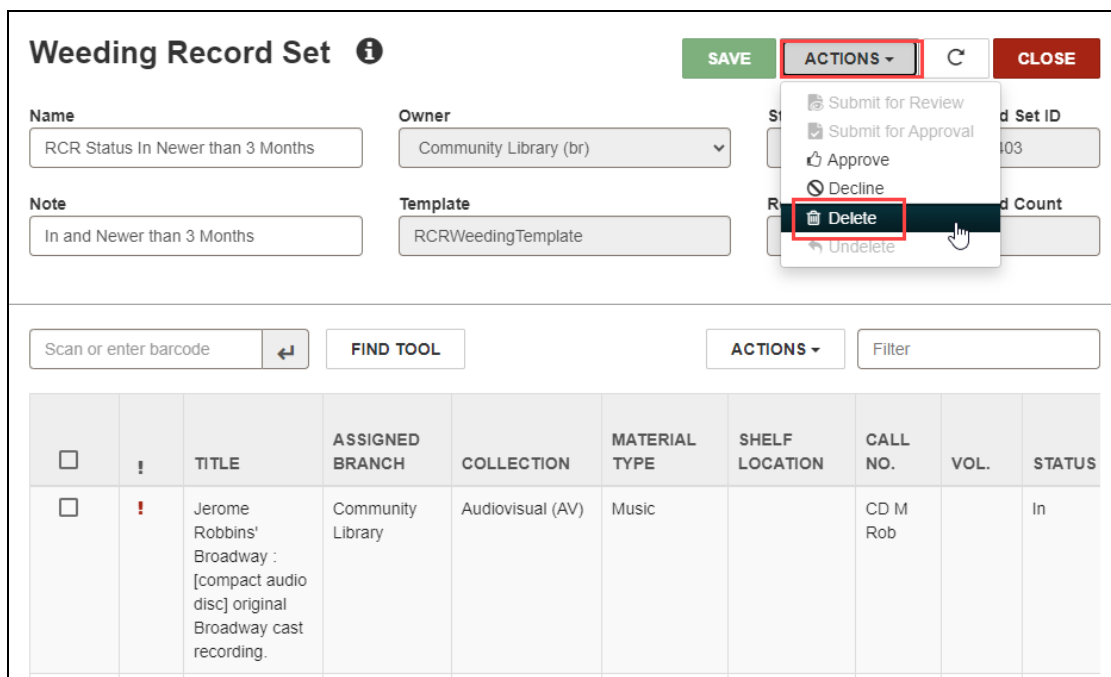 Weeding Record Set
SAVE
ACTIONS
CLOSE
Submit for Review
Submit for Approval
Approve
Decline
Delete
Undelete
Name
RCR Status In Newer than 3 Months
Owner
Community Library (br)
d Set ID
403
Note
In and Newer than 3 Months
Template
RCRWeedingTemplate
d Count
Scan or enter barcode
FIND TOOL
ACTIONS
Filter
!
TITLE
ASSIGNED
BRANCH
COLLECTION
MATERIAL
TYPE
SHELF
LOCATION
CALL
NO.
VOL.
STATUS
!
Jerome
Robbins'
Broadway :
[compact audio
disc] original
Broadway cast
recording.
Community
Library
Audiovisual (AV)
Music
CD M
Rob
In